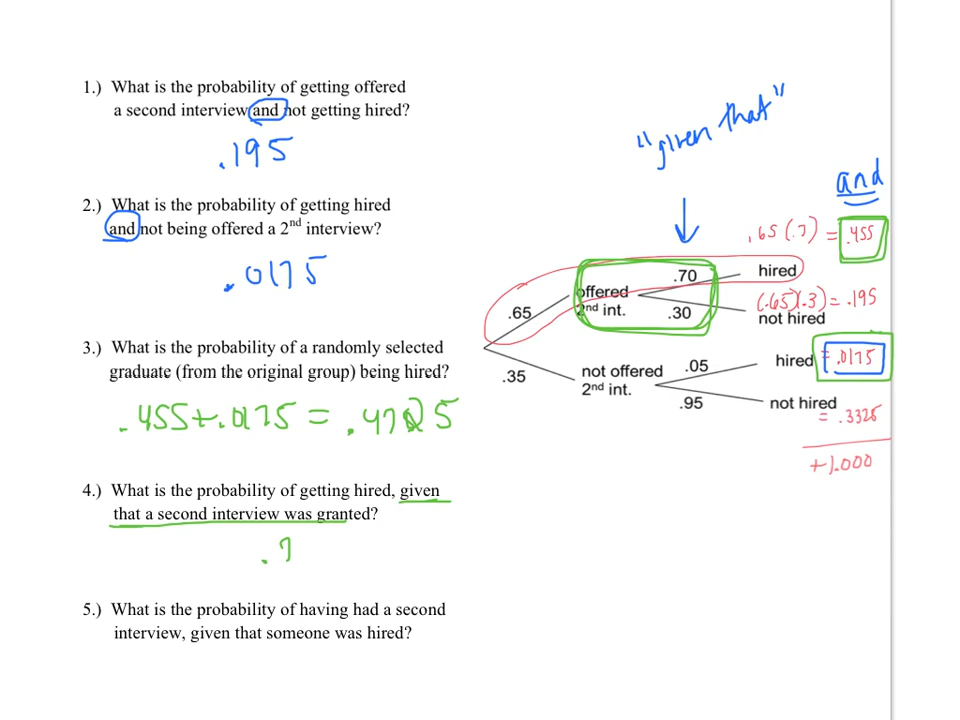 1.) What is the probability of getting offered
a second interview and not getting hired?
.195
2.) What is the probability of getting hired
and not being offered a 2nd interview?
.0175
3.) What is the probability of a randomly selected
graduate (from the original group) being hired?
.455+.0175 = .4725
4.) What is the probability of getting hired, given
that a second interview was granted?
.7
5.) What is the probability of having had a second
interview, given that someone was hired?
"given that"
and
.65(.7) = .455
.70
hired
offered
2nd int.
.65
.30
(.65)(.3) = .195
not hired
.35
not offered
2nd int.
.05
hired
= .0175
.95
not hired
= .3325
+1.000